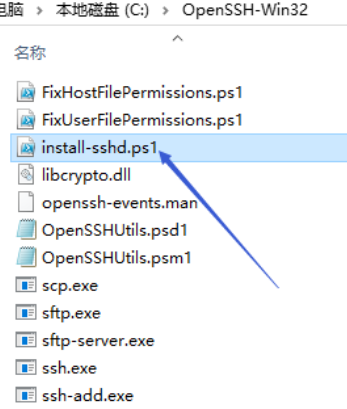 电脑 › 本地磁盘 (C:) › OpenSSH-Win32
名称
FixHostFilePermissions.ps1
FixUserFilePermissions.ps1
install-sshd.ps1
libcrypto.dll
openssh-events.man
OpenSSHUtils.psd1
OpenSSHUtils.psm1
scp.exe
sftp.exe
sftp-server.exe
ssh.exe
ssh-add.exe